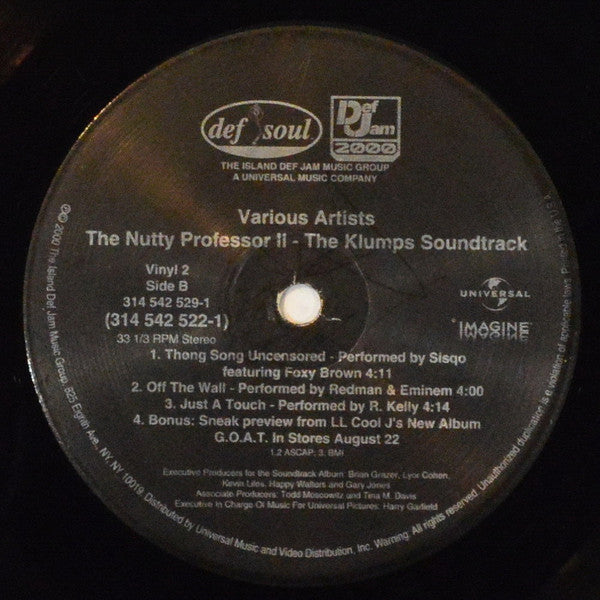 def soul
Def
Jam
2000
THE ISLAND DEF JAM MUSIC GROUP
A UNIVERSAL MUSIC COMPANY
Various Artists
The Nutty Professor II - The Klumps Soundtrack
Vinyl 2
Side B
314 542 529-1
(314 542 522-1)
33 1/3 RPM Stereo
UNIVERSAL
IMAGINE
1. Thong Song Uncensored - Performed by Sisqo
featuring Foxy Brown 4:11
2. Off The Wall - Performed by Redman & Eminem 4:00
3. Just A Touch - Performed by R. Kelly 4:14
4. Bonus: Sneak preview from LL Cool J's New Album
G.O.A.T. In Stores August 22
1.2 ASCAP; 3. BMI
Executive Producers for the Soundtrack Album: Brian Grazer, Lyor Cohen,
Kevin Liles, Happy Walters and Gary Jones
Associate Producers: Todd Moscowitz and Tina M. Davis
Executive In Charge Of Music For Universal Pictures: Harry Garfield
℗© 2000 The Island Def Jam Music Group, 825 Eighth Ave., NY, NY 10019. Distributed by Universal Music and Video Distribution, Inc. Warning: All rights reserved. Unauthorized duplication is a violation of applicable laws.